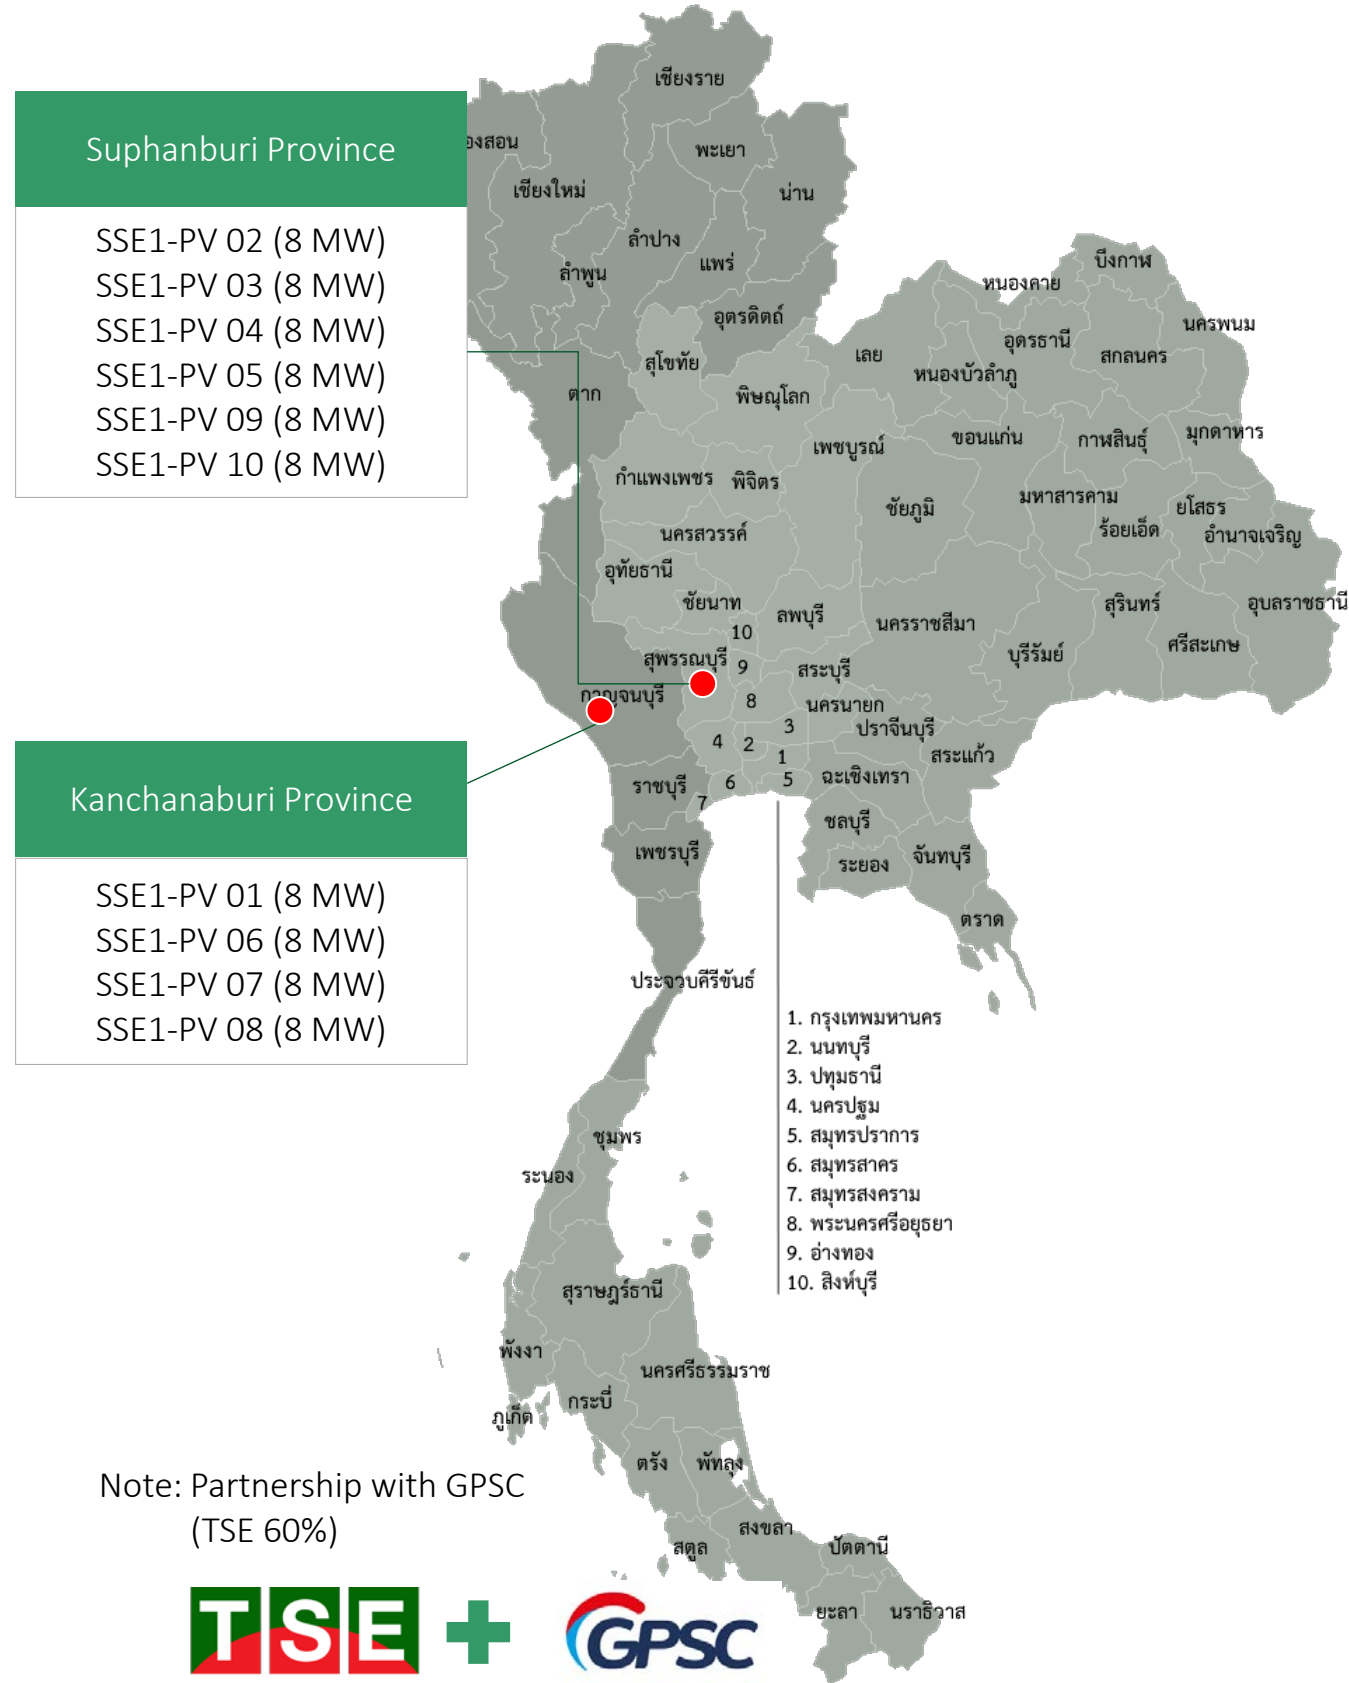 Suphanburi Province
SSE1-PV 02 (8 MW)
SSE1-PV 03 (8 MW)
SSE1-PV 04 (8 MW)
SSE1-PV 05 (8 MW)
SSE1-PV 09 (8 MW)
SSE1-PV 10 (8 MW)
Kanchanaburi Province
SSE1-PV 01 (8 MW)
SSE1-PV 06 (8 MW)
SSE1-PV 07 (8 MW)
SSE1-PV 08 (8 MW)
เชียงราย
องสอน
พะเยา
เชียงใหม่
น่าน
ลำปาง
แพร่
ลำพูน
อุตรดิตถ์
บึงกาฬ
หนองคาย
นครพนม
อุดรธานี
สกลนคร
เลย
หนองบัวลำภู
สุโขทัย
ตาก
พิษณุโลก
เพชบูรณ์
ขอนแก่น
กาฬสินธุ์
มุกดาหาร
กำแพงเพชร
พิจิตร
ชัยภูมิ
มหาสารคาม
ร้อยเอ็ด
ยโสธร
อำนาจเจริญ
นครสวรรค์
อุทัยธานี
ชัยนาท
ลพบุรี
นครราชสีมา
บุรีรัมย์
สุรินทร์
ศรีสะเกษ
อุบลราชธานี
10
สุพรรณบุรี
9
สระบุรี
กาญจนบุรี
8
นครนายก
3
ปราจีนบุรี
4
2
1
สระแก้ว
ราชบุรี
6
5
ฉะเชิงเทรา
7
ชลบุรี
เพชรบุรี
ระยอง
จันทบุรี
ตราด
ประจวบคีรีขันธ์
1. กรุงเทพมหานคร
2. นนทบุรี
3. ปทุมธานี
4. นครปฐม
5. สมุทรปราการ
6. สมุทรสาคร
7. สมุทรสงคราม
8. พระนครศรีอยุธยา
9. อ่างทอง
10. สิงห์บุรี
ชุมพร
ระนอง
สุราษฎร์ธานี
พังงา
นครศรีธรรมราช
กระบี่
ภูเก็ต
ตรัง
พัทลุง
สงขลา
สตูล
ปัตตานี
ยะลา
นราธิวาส
Note: Partnership with GPSC
(TSE 60%)
TSE
GPSC